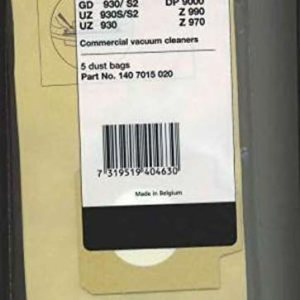 GD 930/ S2 DP 9000
UZ 930S/S2 Z 990
UZ 930 Z 970
Commercial vacuum cleaners
5 dust bags
Part No. 140 7015 020
7 319519 404630
Made in Belgium